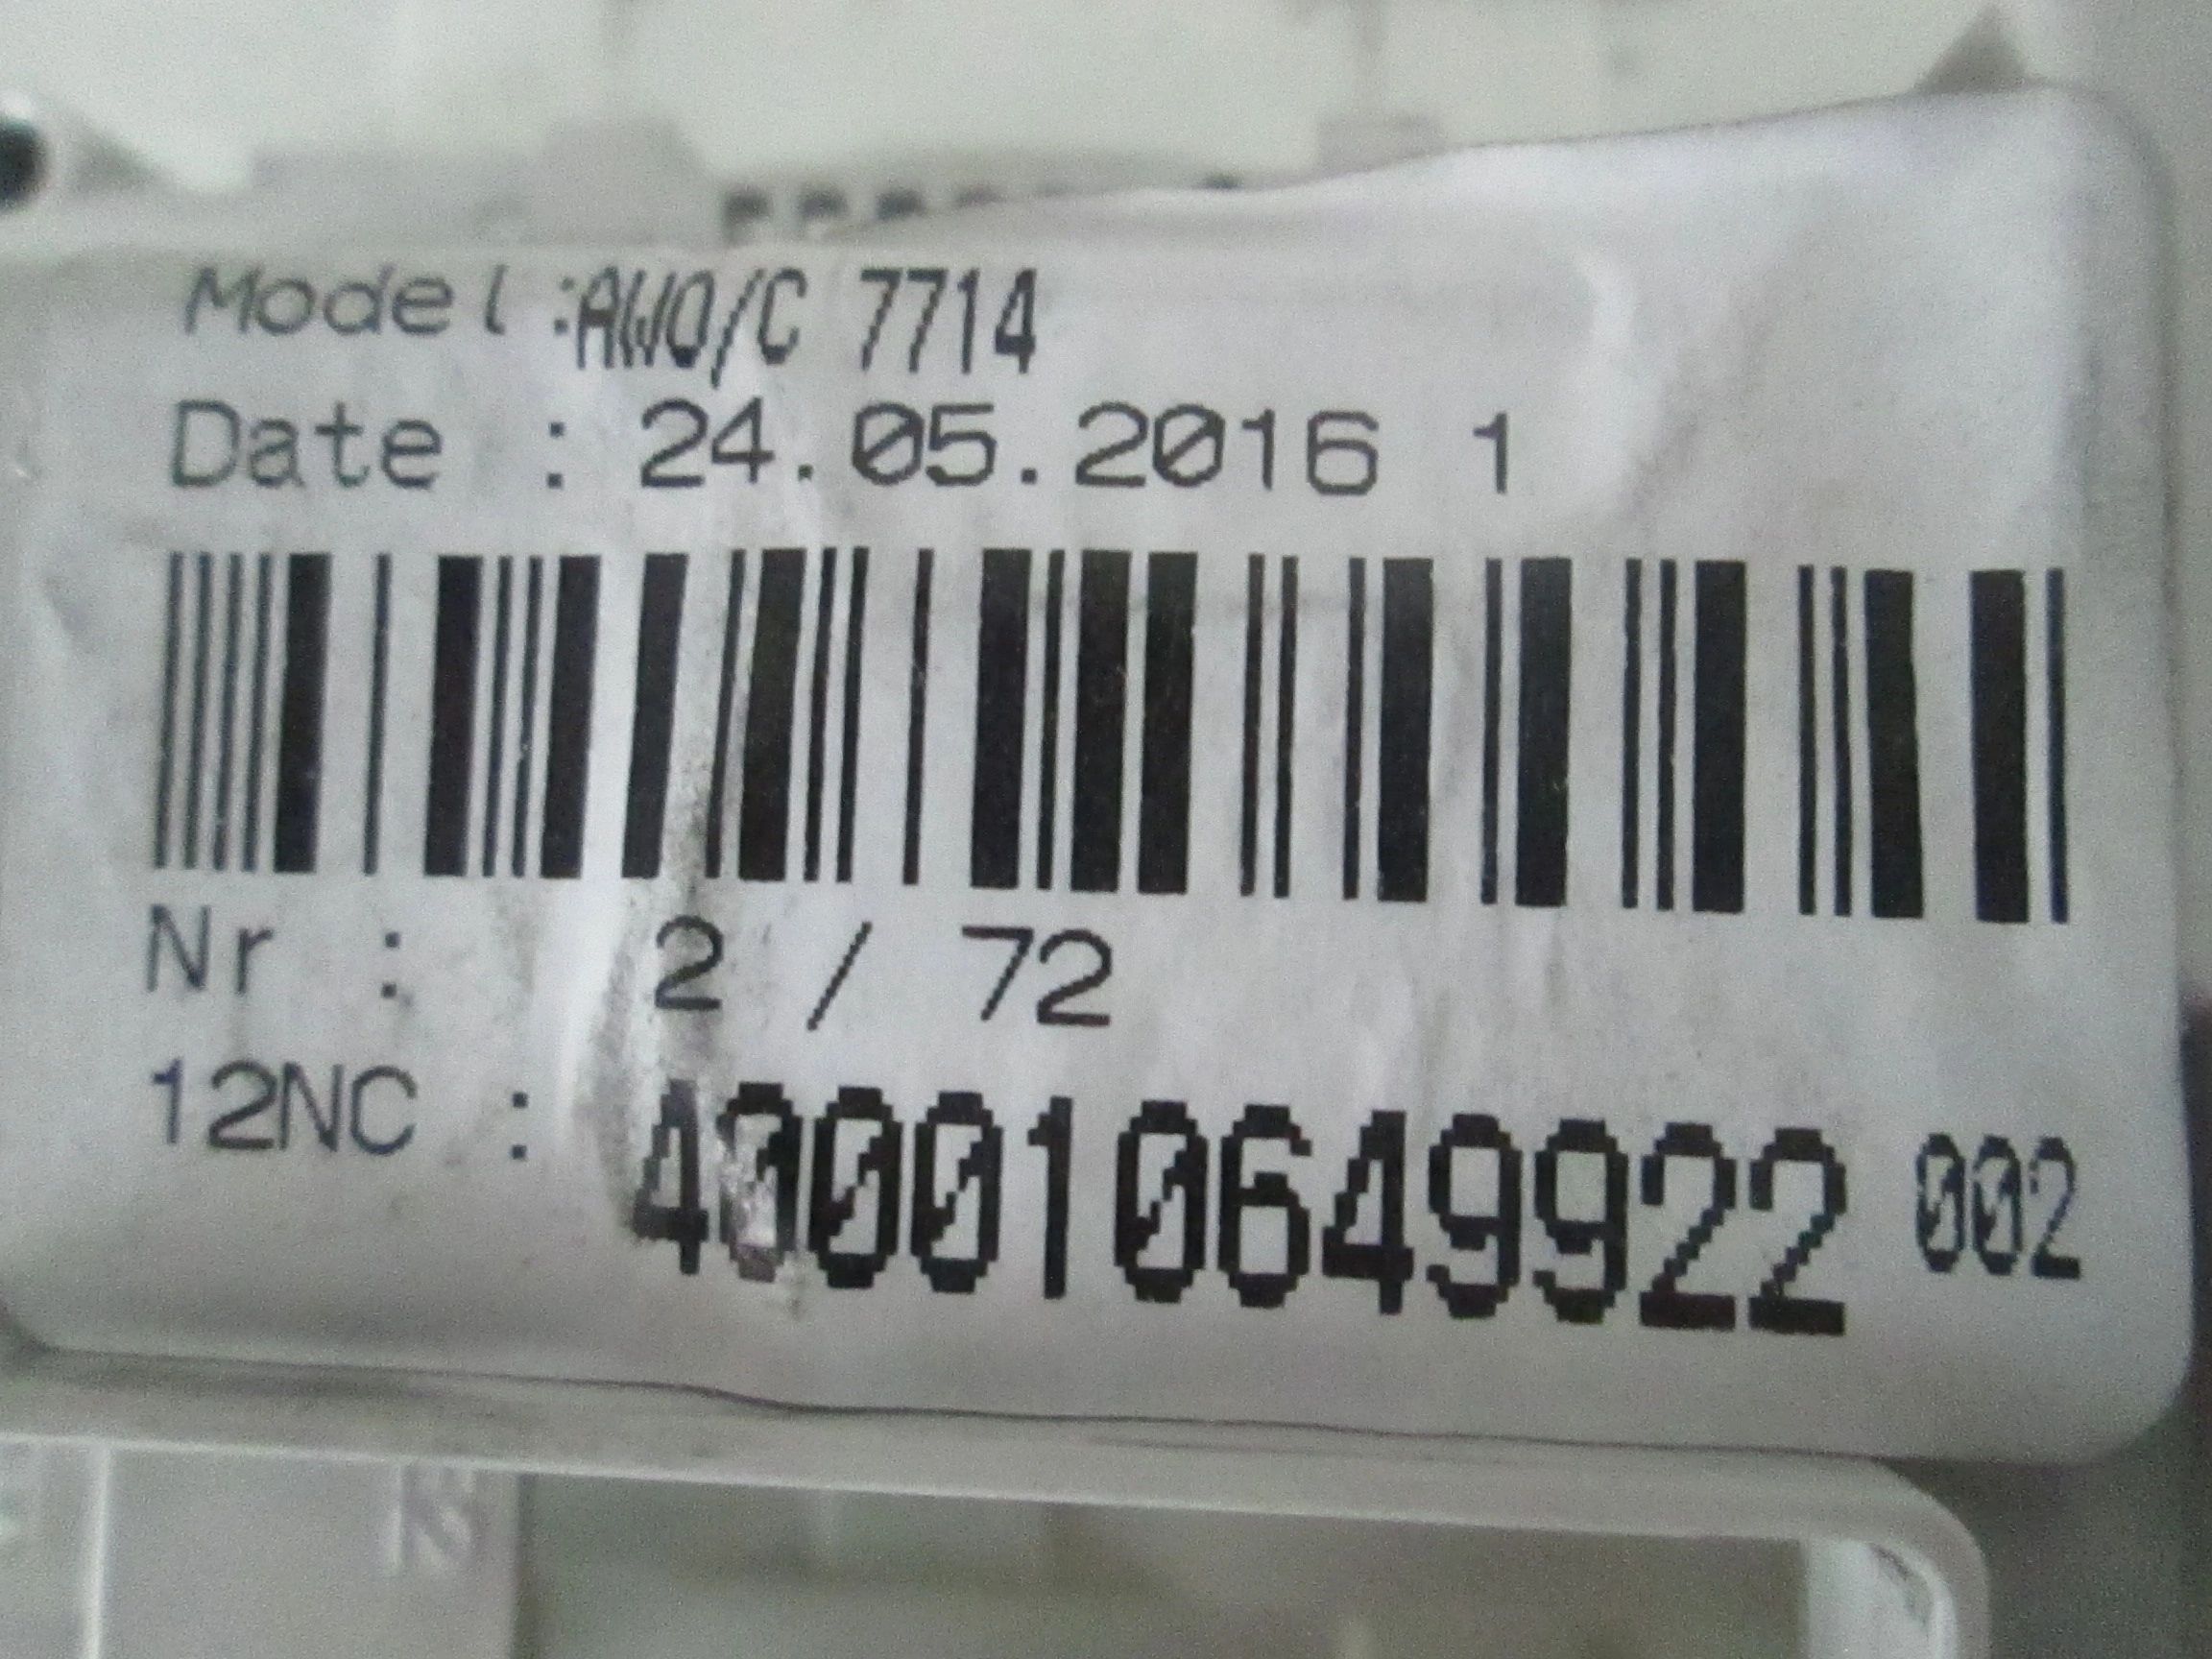 Model :AWO/C 7714
Date : 24.05.2016 1
Nr : 2 / 72
12NC : 400010649922 002